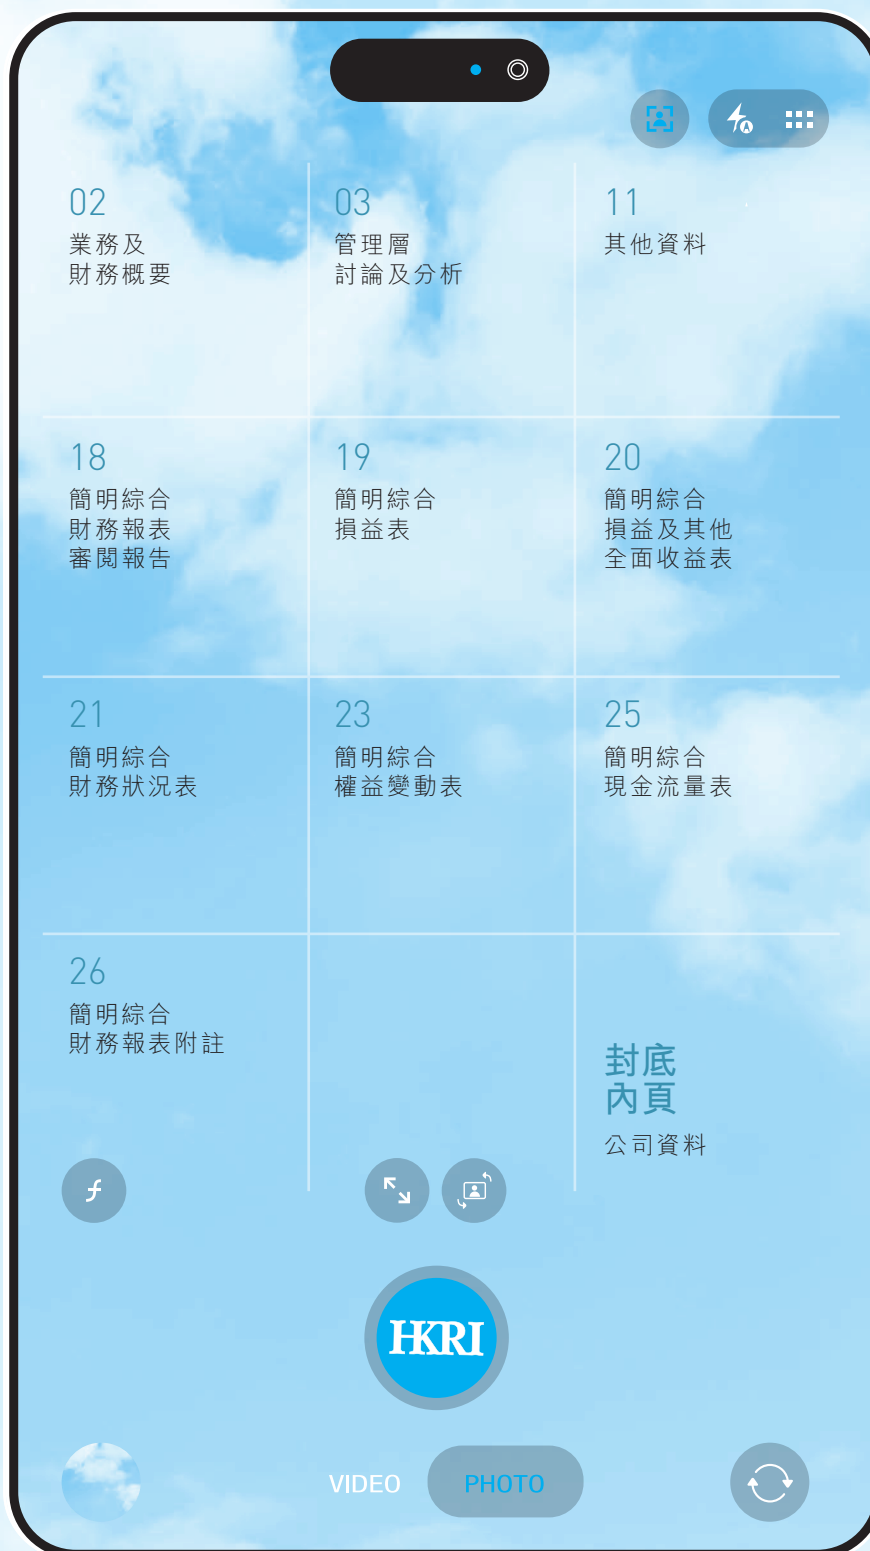 02
業務及
財務概要
03
管理層
討論及分析
11
其他資料
18
簡明綜合
財務報表
審閱報告
19
簡明綜合
損益表
20
簡明綜合
損益及其他
全面收益表
21
簡明綜合
財務狀況表
23
簡明綜合
權益變動表
25
簡明綜合
現金流量表
26
簡明綜合
財務報表附註
封底
內頁
公司資料
A
f
HKRI
VIDEO
PHOTO